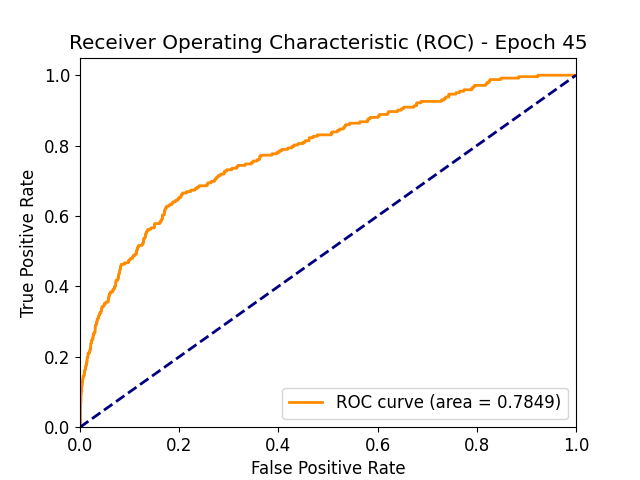 Receiver Operating Characteristic (ROC) - Epoch 45
True Positive Rate
1.0
0.8
0.6
0.4
0.2
0.0
ROC curve (area = 0.7849)
0.0 0.2 0.4 0.6 0.8 1.0
False Positive Rate